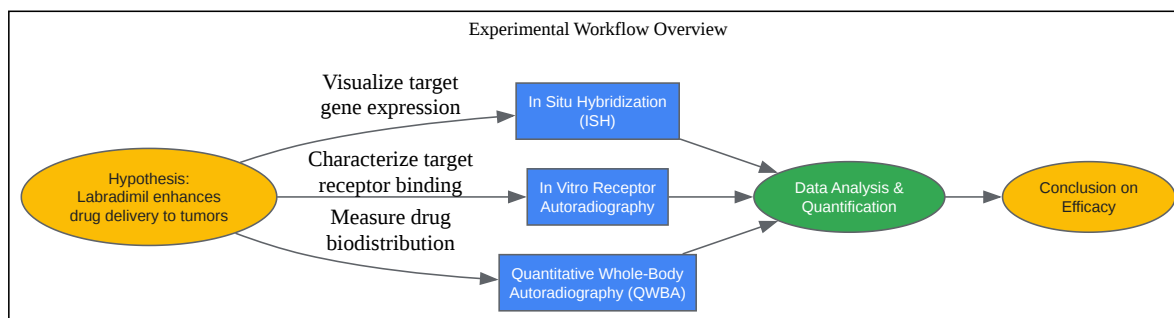 Experimental Workflow Overview
Visualize target
gene expression
In Situ Hybridization
(ISH)
Hypothesis:
Labradimil enhances
drug delivery to tumors
Characterize target
receptor binding
In Vitro Receptor
Autoradiography
Data Analysis &
Quantification
Conclusion on
Efficacy
Measure drug
biodistribution
Quantitative Whole-Body
Autoradiography (QWBA)